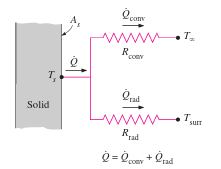 A_s
Q̇_conv
R_conv
T_∞
Q̇
T_s
Solid
Q̇_rad
R_rad
T_surr
Q̇ = Q̇_conv + Q̇_rad